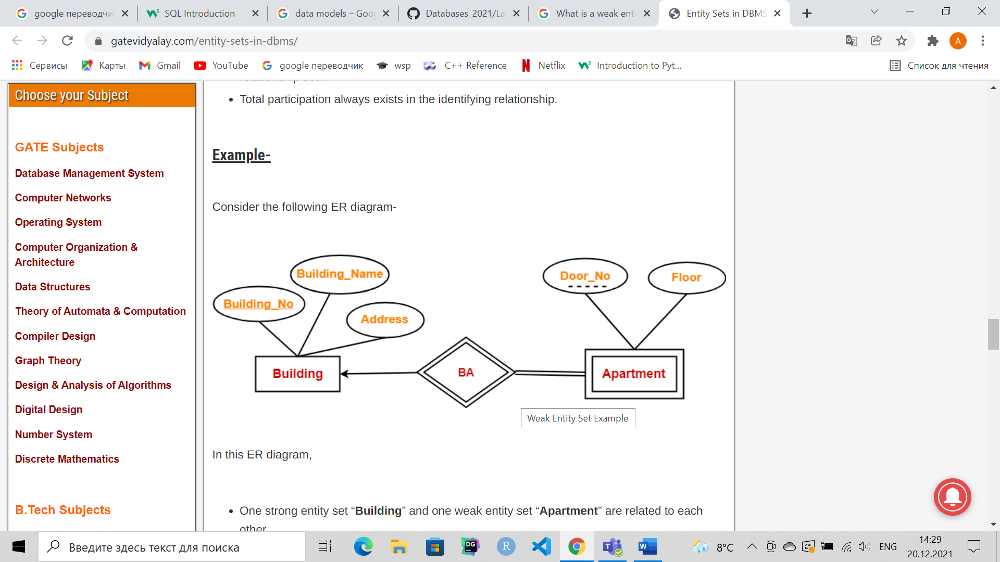 google переводчи
SQL Introduction
data models – Goo
Databases_2021/La
What is a weak enti
Entity Sets in DBMS
gatevidyalay.com/entity-sets-in-dbms/
A
Сервисы
Карты
Gmail
YouTube
google переводчик
wsp
C++ Reference
Netflix
Introduction to Pyt...
Список для чтения
Choose your Subject
GATE Subjects
Database Management System
Computer Networks
Operating System
Computer Organization &
Architecture
Data Structures
Theory of Automata & Computation
Compiler Design
Graph Theory
Design & Analysis of Algorithms
Digital Design
Number System
Discrete Mathematics
B.Tech Subjects
relationship set.
• Total participation always exists in the identifying relationship.
Example-
Consider the following ER diagram-
Building_Name
Building_No
Address
Door_No
Floor
Building
BA
Apartment
Weak Entity Set Example
In this ER diagram,
• One strong entity set “Building” and one weak entity set “Apartment” are related to each
other
Введите здесь текст для поиска
DG
R
T
W
8°C
ENG
14:29
20.12.2021